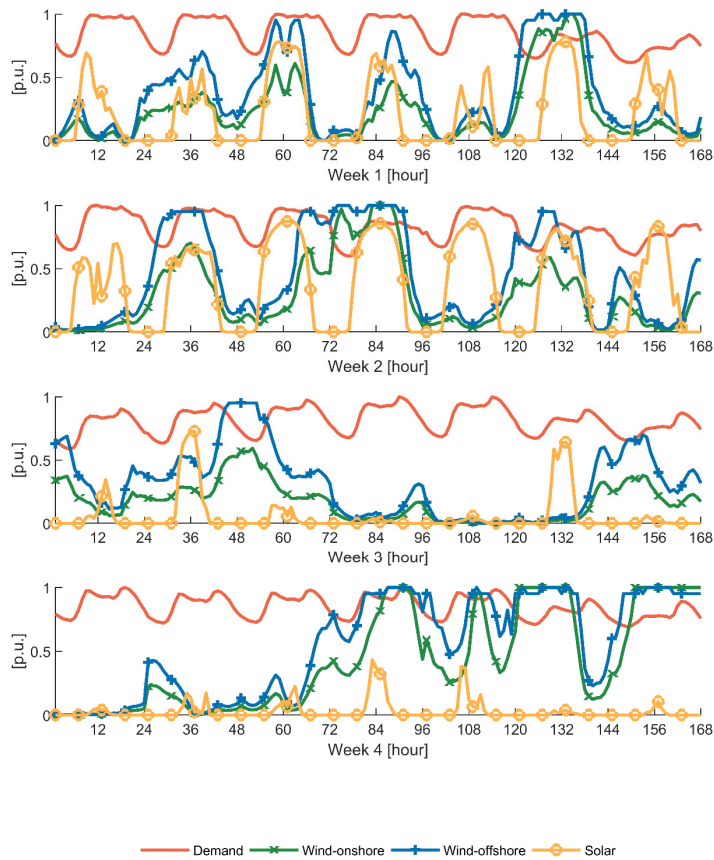 1
[p.u.]
0.5
0
12 24 36 48 60 72 84 96 108 120 132 144 156 168
Week 1 [hour]
1
[p.u.]
0.5
0
12 24 36 48 60 72 84 96 108 120 132 144 156 168
Week 2 [hour]
1
[p.u.]
0.5
0
12 24 36 48 60 72 84 96 108 120 132 144 156 168
Week 3 [hour]
1
[p.u.]
0.5
0
12 24 36 48 60 72 84 96 108 120 132 144 156 168
Week 4 [hour]
Demand Wind-onshore Wind-offshore Solar